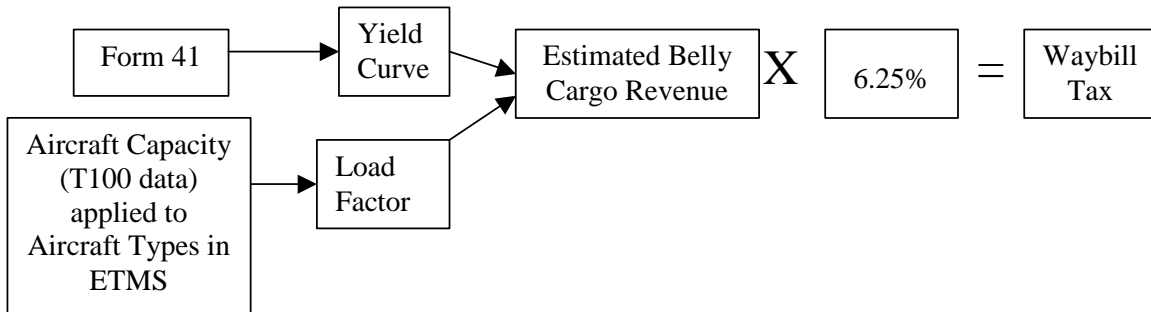 Form 41
Yield
Curve
Estimated Belly
Cargo Revenue
X
6.25%
=
Waybill
Tax
Aircraft Capacity
(T100 data)
applied to
Aircraft Types in
ETMS
Load
Factor